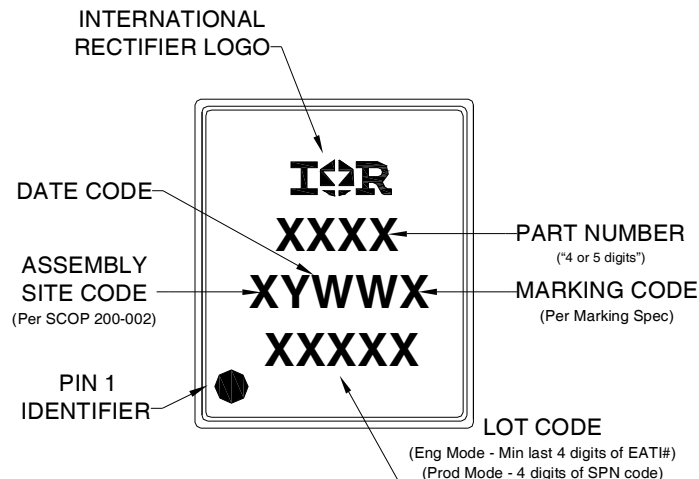 INTERNATIONAL
RECTIFIER LOGO
IOR
DATE CODE
XXXX
PART NUMBER
(“4 or 5 digits”)
ASSEMBLY
SITE CODE
(Per SCOP 200-002)
XYWWX
MARKING CODE
(Per Marking Spec)
XXXXX
PIN 1
IDENTIFIER
LOT CODE
(Eng Mode - Min last 4 digits of EATI#)
(Prod Mode - 4 digits of SPN code)